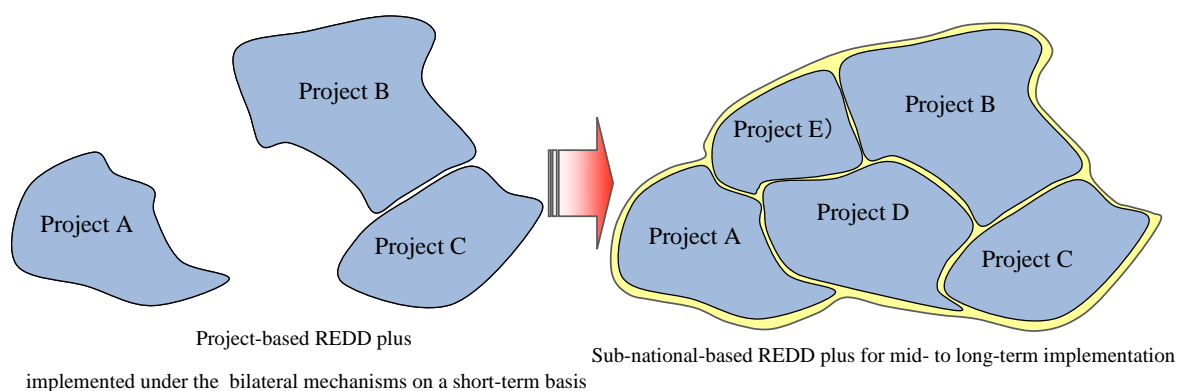 Project B
Project A
Project C
Project-based REDD plus
implemented under the bilateral mechanisms on a short-term basis
Project E）
Project B
Project A
Project D
Project C
Sub-national-based REDD plus for mid- to long-term implementation